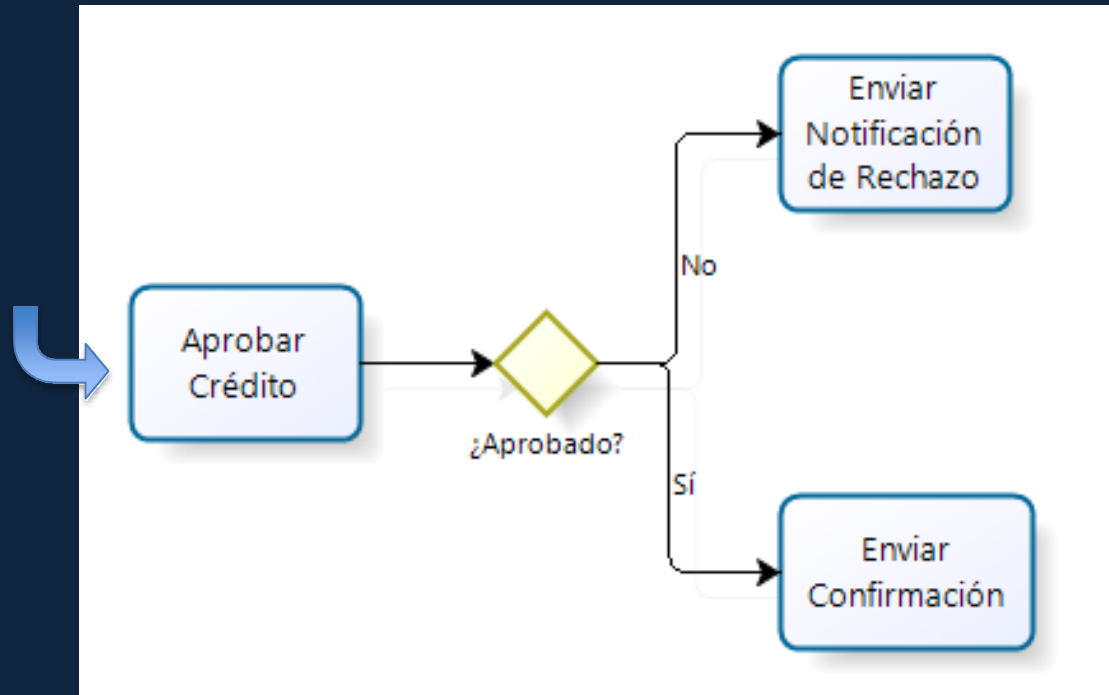 Enviar
Notificación
de Rechazo
No
Aprobar
Crédito
¿Aprobado?
Sí
Enviar
Confirmación